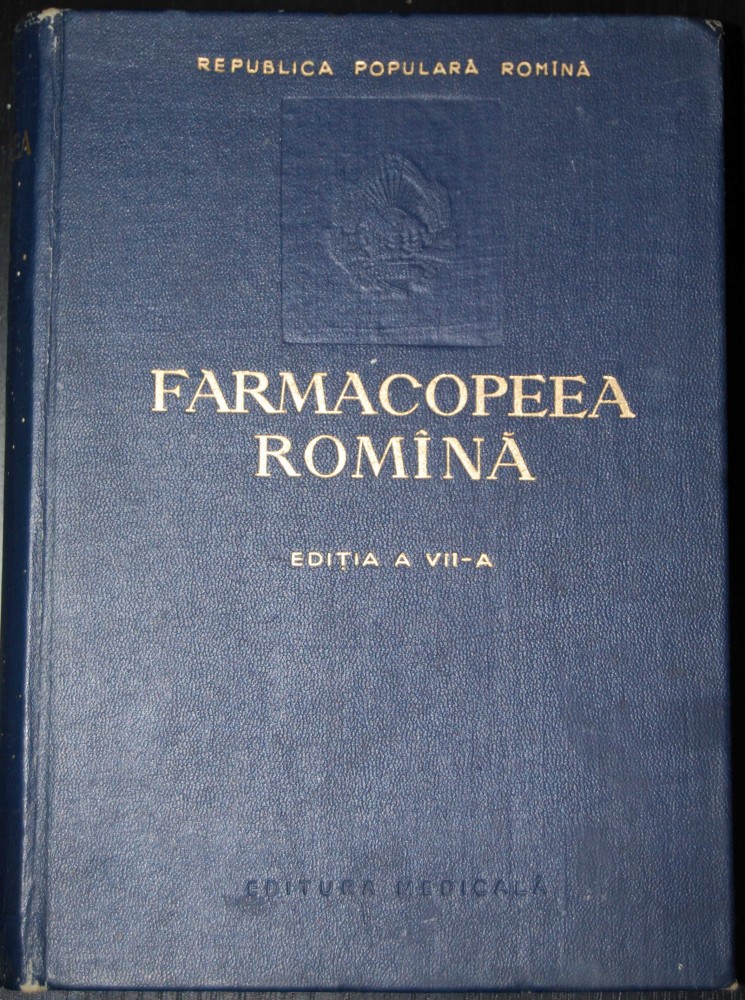 REPUBLICA POPULARĂ ROMÎNĂ
FARMACOPEEA
ROMÎNĂ
EDIȚIA A VII-A
EDITURA MEDICALĂ